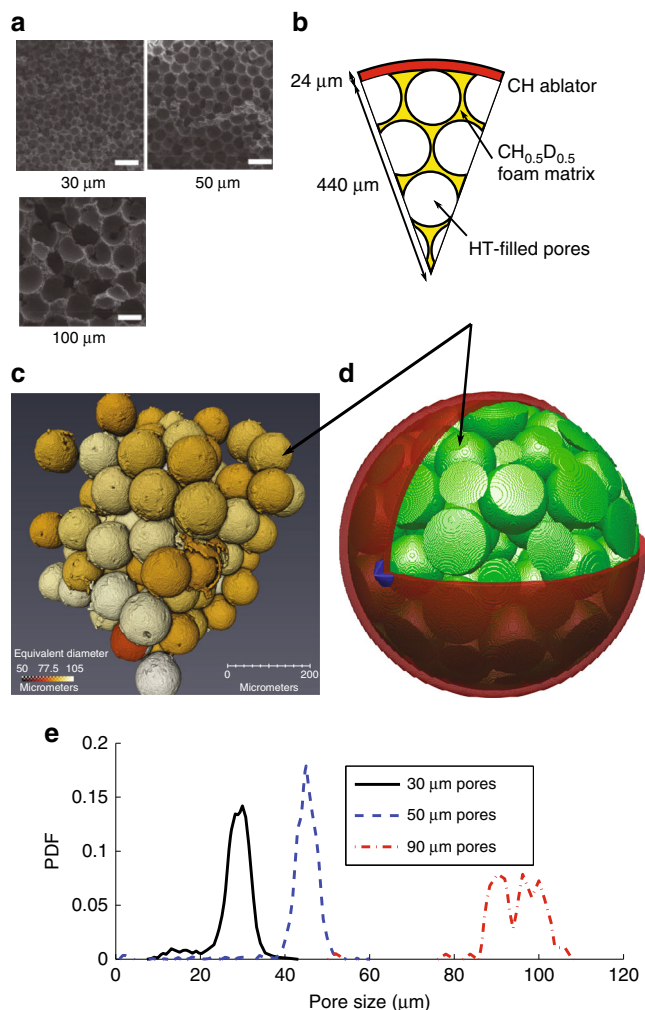 a
30 μm
50 μm
100 μm
b
24 μm
CH ablator
CH0.5D0.5
foam matrix
440 μm
HT-filled pores
c
Equivalent diameter
50 77.5 105
Micrometers
0 200
Micrometers
d
e
0.2
0.15
0.1
0.05
0
PDF
30 μm pores
50 μm pores
90 μm pores
0 20 40 60 80 100 120
Pore size (μm)